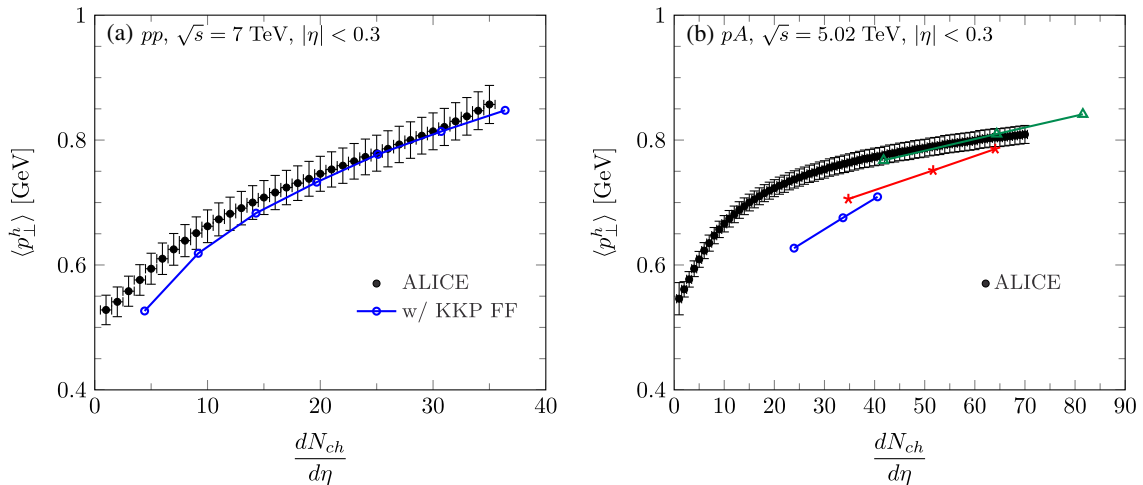 (a) pp, √s = 7 TeV, |η| < 0.3
1
0.8
0.6
0.4
⟨p⊥^h⟩ [GeV]
ALICE
w/ KKP FF
0 10 20 30 40
dN_ch
dη
(b) pA, √s = 5.02 TeV, |η| < 0.3
1
0.8
0.6
0.4
⟨p⊥^h⟩ [GeV]
ALICE
0 10 20 30 40 50 60 70 80 90
dN_ch
dη